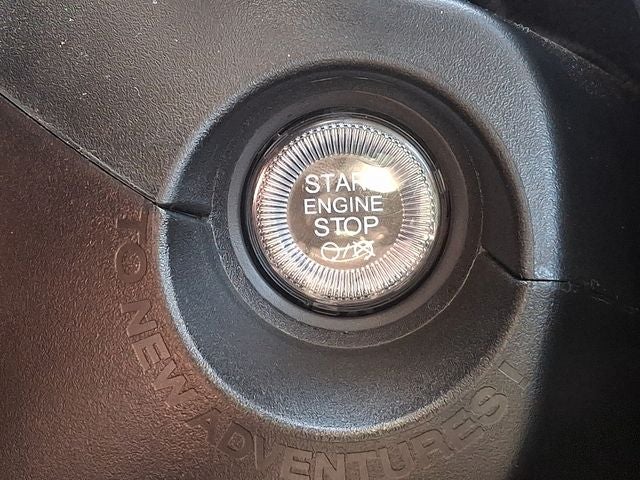 START
ENGINE
STOP
TO NEW ADVENTURES !